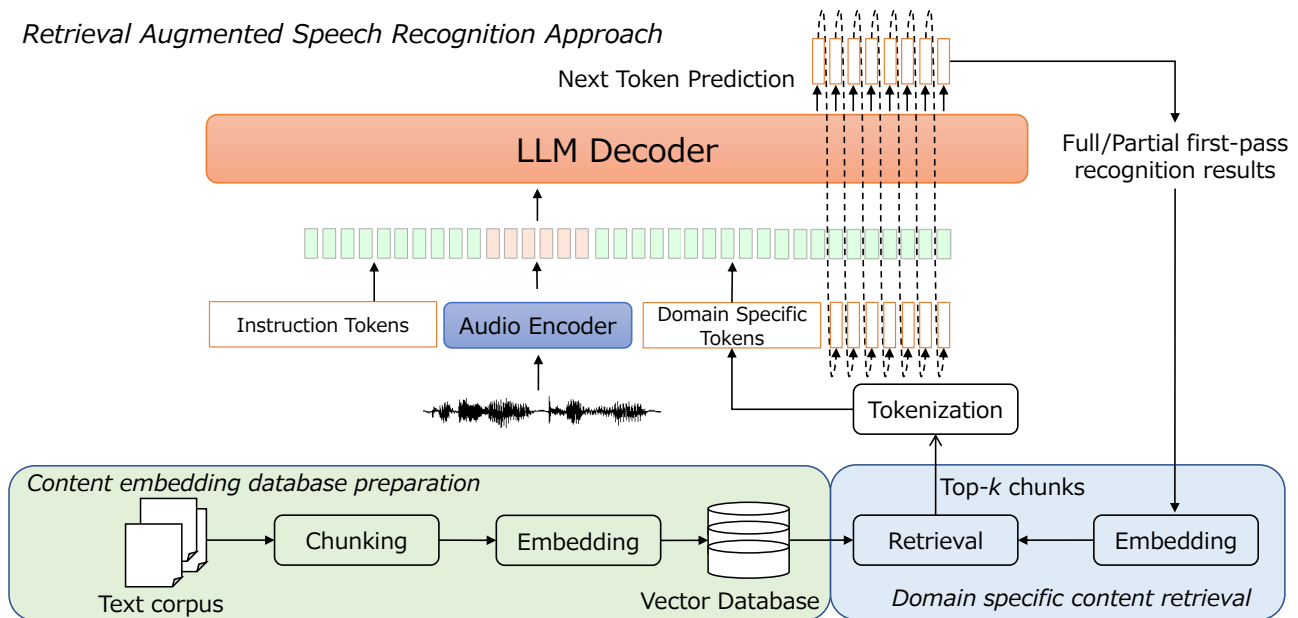 Retrieval Augmented Speech Recognition Approach
Next Token Prediction
LLM Decoder
Full/Partial first-pass
recognition results
Instruction Tokens
Audio Encoder
Domain Specific
Tokens
Tokenization
Content embedding database preparation
Top-k chunks
Chunking
Embedding
Retrieval
Embedding
Text corpus
Vector Database
Domain specific content retrieval